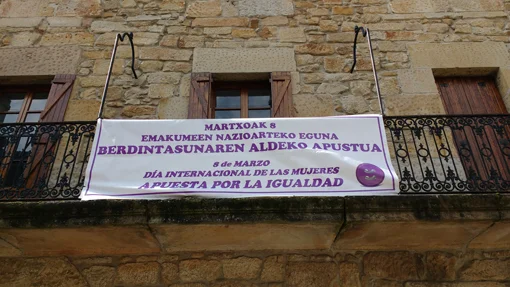 MARTXOAK 8
EMAKUMEEN NAZIOARTEKO EGUNA
BERDINTASUNAREN ALDEKO APUSTUA
8 de MARZO
DÍA INTERNACIONAL DE LAS MUJERES
APUESTA POR LA IGUALDAD